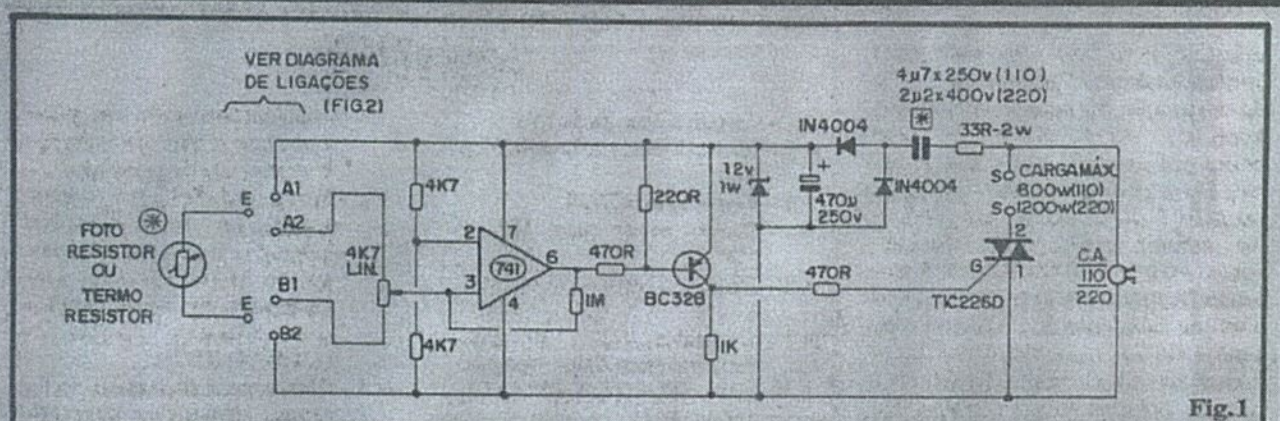 VER DIAGRAMA
DE LIGAÇÕES
(FIG2)
4µ7x250v(110)
2µ2x400v(220)
*
33R-2w
IN4004
12v
1w
+
470µ
250v
IN4004
S
CARGA MÁX.
800w(110)
S
1200w(220)
2
G
1
TIC226D
C.A.
110
220
E
A1
A2
FOTO
RESISTOR
OU
TERMO
RESISTOR
*
B1
E
B2
4K7
LIN.
4K7
4K7
2
3
7
741
4
6
470R
1M
220R
BC328
470R
1K
Fig.1